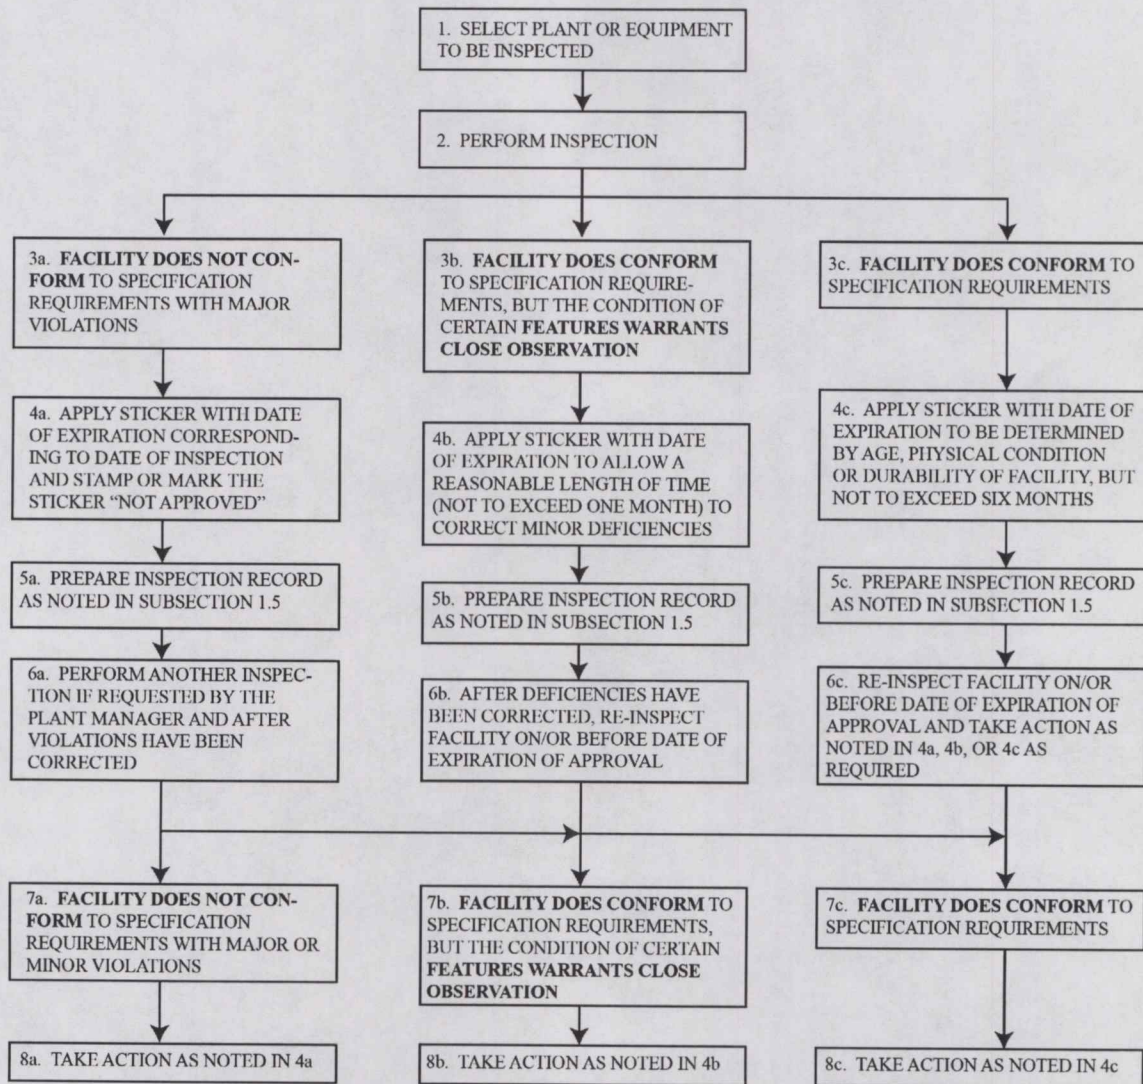 1. SELECT PLANT OR EQUIPMENT
TO BE INSPECTED
2. PERFORM INSPECTION
3a. FACILITY DOES NOT CON-
FORM TO SPECIFICATION
REQUIREMENTS WITH MAJOR
VIOLATIONS
3b. FACILITY DOES CONFORM
TO SPECIFICATION REQUIRE-
MENTS, BUT THE CONDITION OF
CERTAIN FEATURES WARRANTS
CLOSE OBSERVATION
3c. FACILITY DOES CONFORM TO
SPECIFICATION REQUIREMENTS
4a. APPLY STICKER WITH DATE
OF EXPIRATION CORRESPOND-
ING TO DATE OF INSPECTION
AND STAMP OR MARK THE
STICKER “NOT APPROVED”
4b. APPLY STICKER WITH DATE
OF EXPIRATION TO ALLOW A
REASONABLE LENGTH OF TIME
(NOT TO EXCEED ONE MONTH) TO
CORRECT MINOR DEFICIENCIES
4c. APPLY STICKER WITH DATE OF
EXPIRATION TO BE DETERMINED
BY AGE, PHYSICAL CONDITION
OR DURABILITY OF FACILITY, BUT
NOT TO EXCEED SIX MONTHS
5a. PREPARE INSPECTION RECORD
AS NOTED IN SUBSECTION 1.5
5b. PREPARE INSPECTION RECORD
AS NOTED IN SUBSECTION 1.5
5c. PREPARE INSPECTION RECORD
AS NOTED IN SUBSECTION 1.5
6a. PERFORM ANOTHER INSPEC-
TION IF REQUESTED BY THE
PLANT MANAGER AND AFTER
VIOLATIONS HAVE BEEN
CORRECTED
6b. AFTER DEFICIENCIES HAVE
BEEN CORRECTED, RE-INSPECT
FACILITY ON/OR BEFORE DATE OF
EXPIRATION OF APPROVAL
6c. RE-INSPECT FACILITY ON/OR
BEFORE DATE OF EXPIRATION OF
APPROVAL AND TAKE ACTION AS
NOTED IN 4a, 4b, OR 4c AS
REQUIRED
7a. FACILITY DOES NOT CON-
FORM TO SPECIFICATION
REQUIREMENTS WITH MAJOR OR
MINOR VIOLATIONS
7b. FACILITY DOES CONFORM TO
SPECIFICATION REQUIREMENTS,
BUT THE CONDITION OF CERTAIN
FEATURES WARRANTS CLOSE
OBSERVATION
7c. FACILITY DOES CONFORM TO
SPECIFICATION REQUIREMENTS
8a. TAKE ACTION AS NOTED IN 4a
8b. TAKE ACTION AS NOTED IN 4b
8c. TAKE ACTION AS NOTED IN 4c